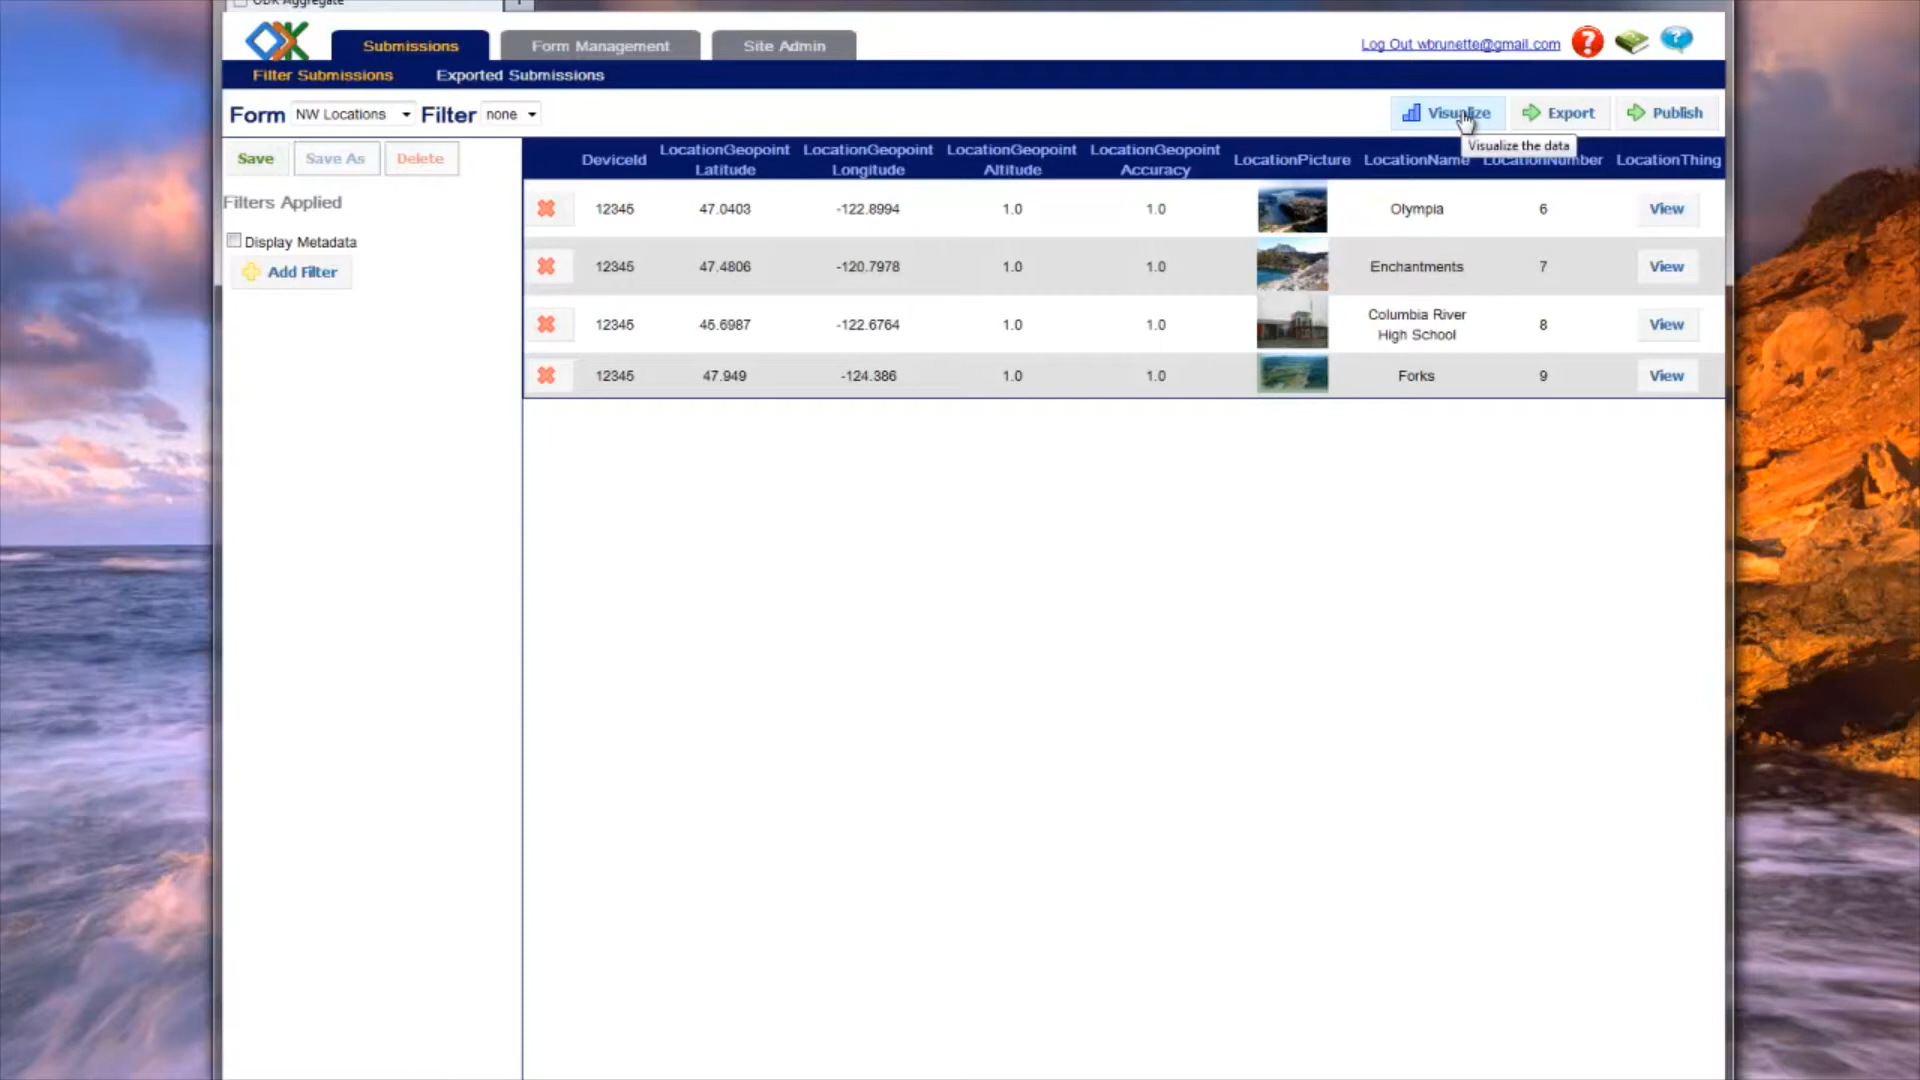 ODK Aggregate
Submissions Form Management Site Admin Log Out wbrunette@gmail.com
Filter Submissions Exported Submissions
Form NW Locations Filter none Visualize Export Publish
Visualize the data
Save Save As Delete
Filters Applied
Display Metadata
Add Filter
DeviceId LocationGeopoint Latitude LocationGeopoint Longitude LocationGeopoint Altitude LocationGeopoint Accuracy LocationPicture LocationName LocationNumber LocationThing
12345 47.0403 -122.8994 1.0 1.0 Olympia 6 View
12345 47.4806 -120.7978 1.0 1.0 Enchantments 7 View
12345 45.6987 -122.6764 1.0 1.0 Columbia River High School 8 View
12345 47.949 -124.386 1.0 1.0 Forks 9 View